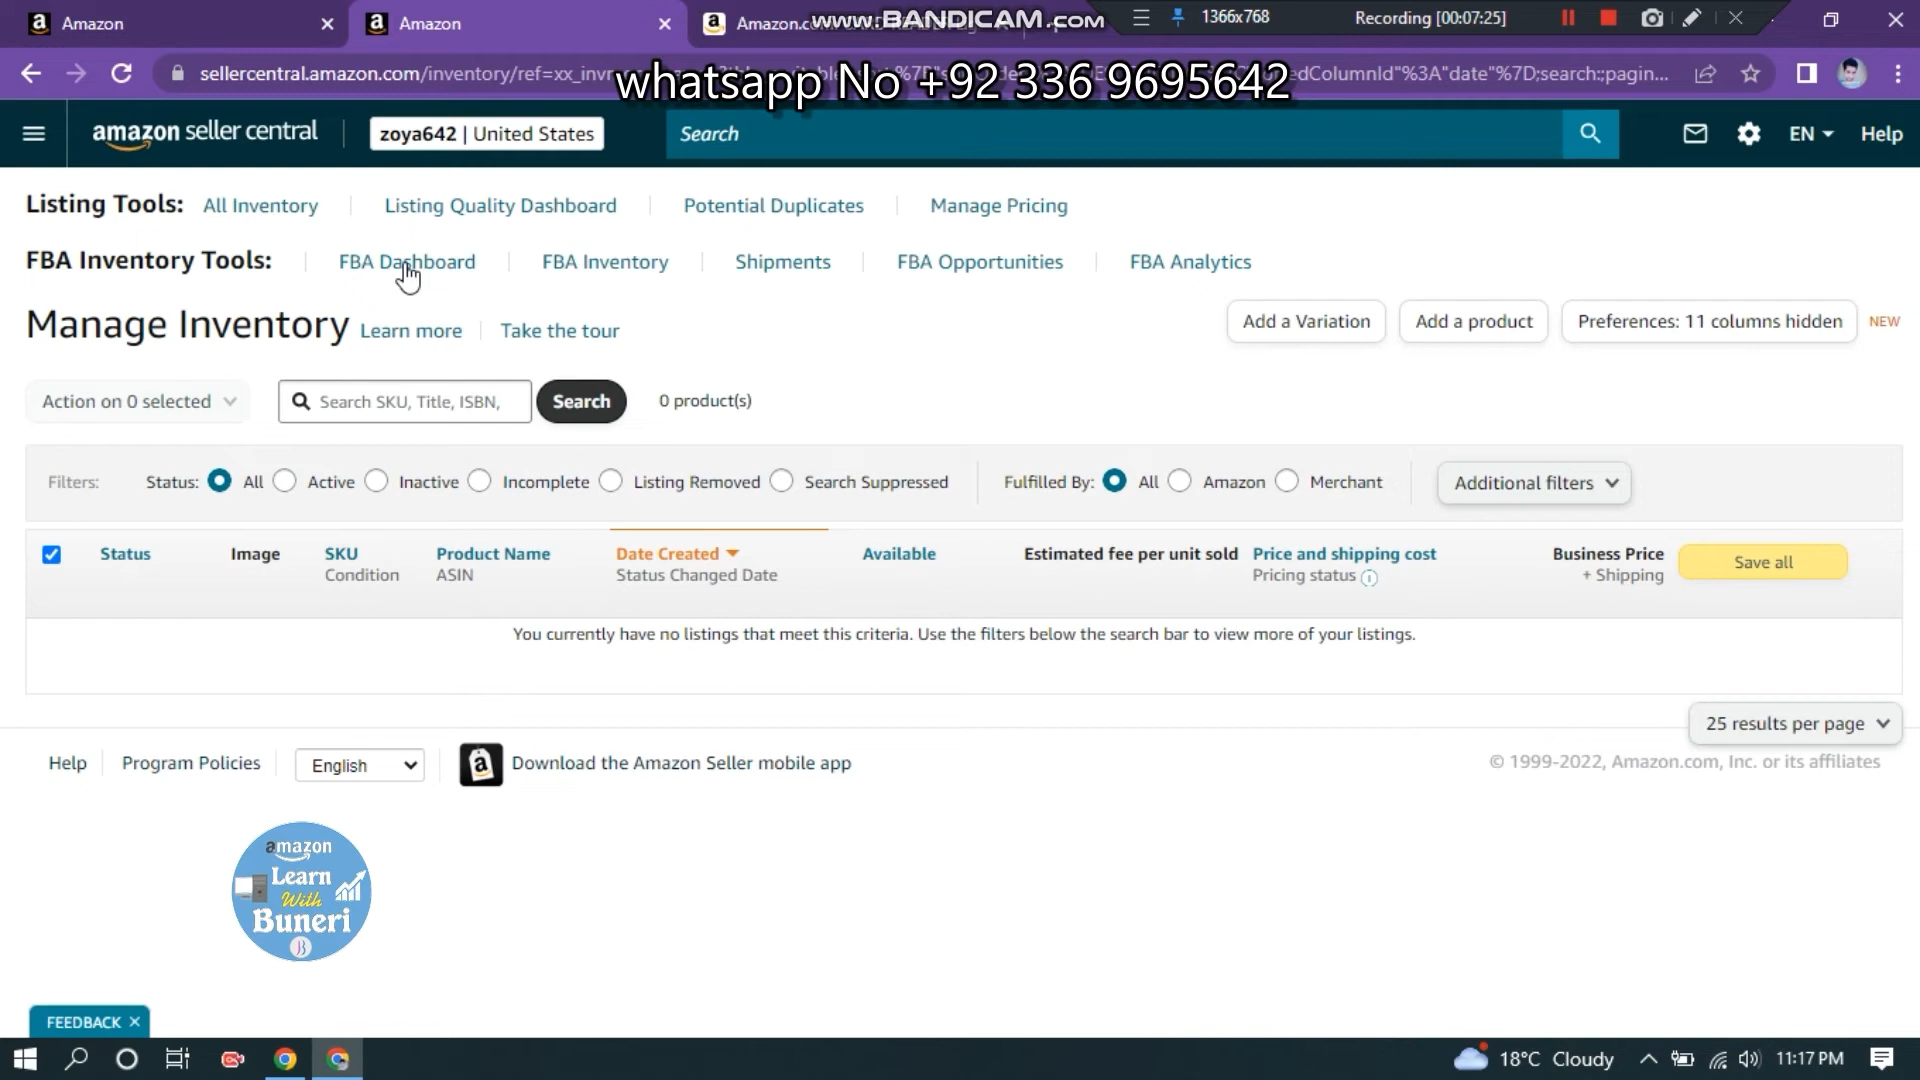 Amazon
Amazon
www.BANDICAM.com
1366x768
Recording [00:07:25]
sellercentral.amazon.com/inventory/ref=xx_invr
edColumnId"%3A"date"%7D;search:;pagin...
whatsapp No +92 336 9695642
amazon seller central
zoya642 | United States
Search
EN
Help
Listing Tools: All Inventory Listing Quality Dashboard Potential Duplicates Manage Pricing
FBA Inventory Tools: FBA Dashboard FBA Inventory Shipments FBA Opportunities FBA Analytics
Manage Inventory Learn more Take the tour
Add a Variation Add a product Preferences: 11 columns hidden NEW
Action on 0 selected
Search SKU, Title, ISBN,
Search
0 product(s)
Filters: Status: All Active Inactive Incomplete Listing Removed Search Suppressed Fulfilled By: All Amazon Merchant Additional filters
Status Image SKU Product Name Date Created Available Estimated fee per unit sold Price and shipping cost Business Price Save all
Condition ASIN Status Changed Date Pricing status + Shipping
You currently have no listings that meet this criteria. Use the filters below the search bar to view more of your listings.
25 results per page
Help Program Policies English Download the Amazon Seller mobile app © 1999-2022, Amazon.com, Inc. or its affiliates
amazon
Learn
With
Buneri
FEEDBACK ×
18°C Cloudy 11:17 PM